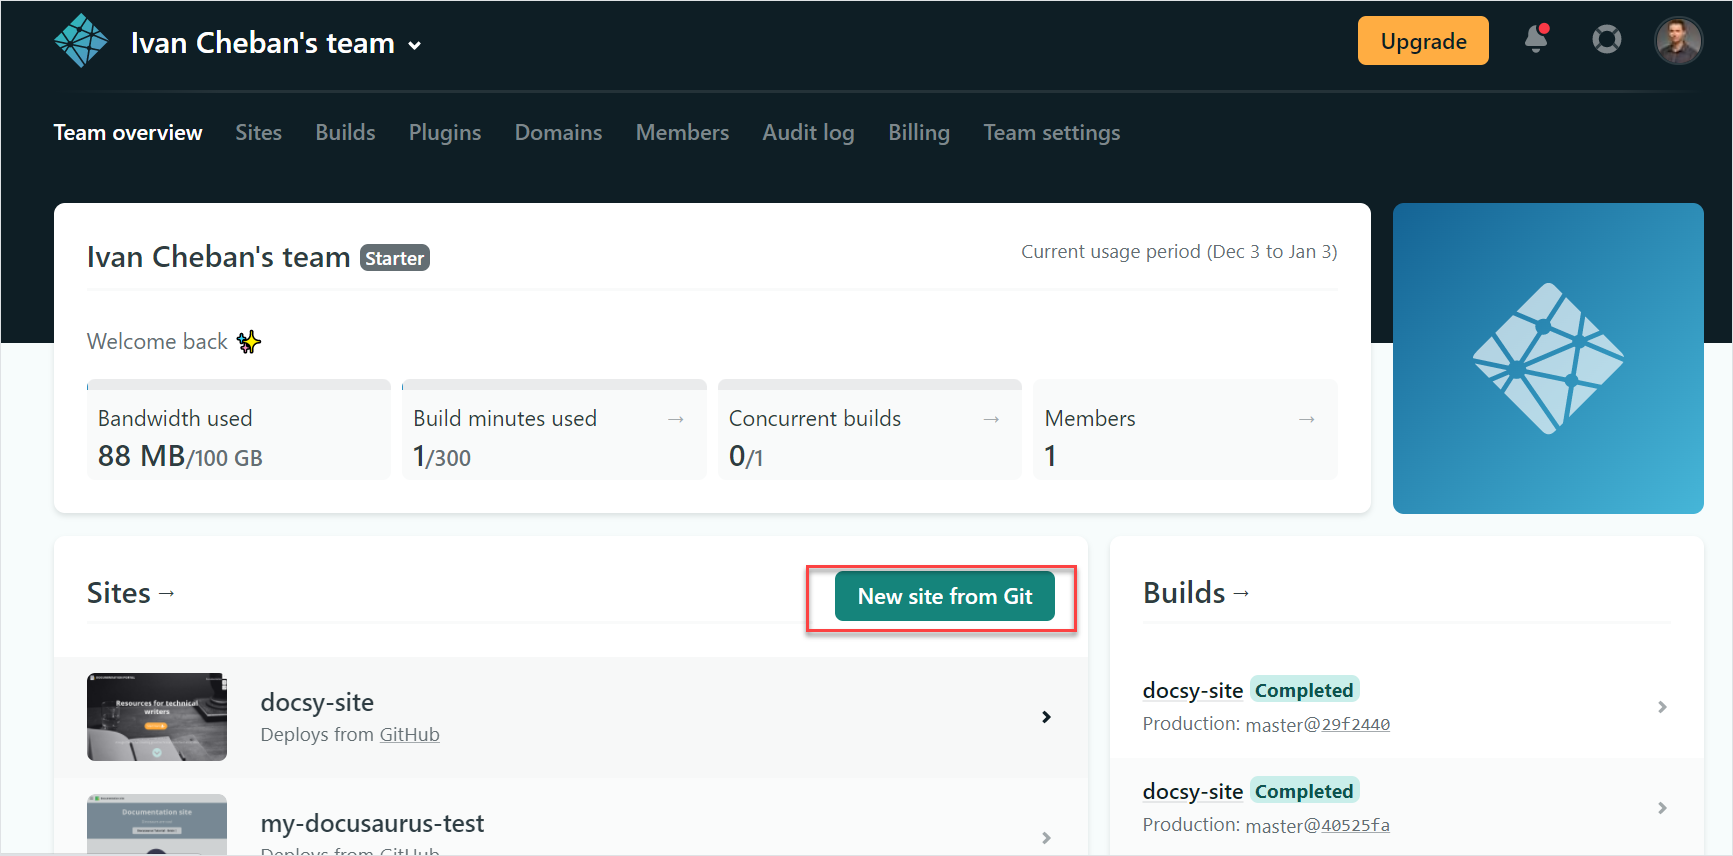 Ivan Cheban's team
Upgrade
Team overview Sites Builds Plugins Domains Members Audit log Billing Team settings
Ivan Cheban's team Starter
Current usage period (Dec 3 to Jan 3)
Welcome back
Bandwidth used
88 MB/100 GB
Build minutes used →
1/300
Concurrent builds →
0/1
Members →
1
Sites →
New site from Git
Resources for technical
writers
docsy-site
Deploys from GitHub
Documentation site
my-docusaurus-test
Deploys from GitHub
Builds →
docsy-site Completed
Production: master@29f2440
docsy-site Completed
Production: master@40525fa